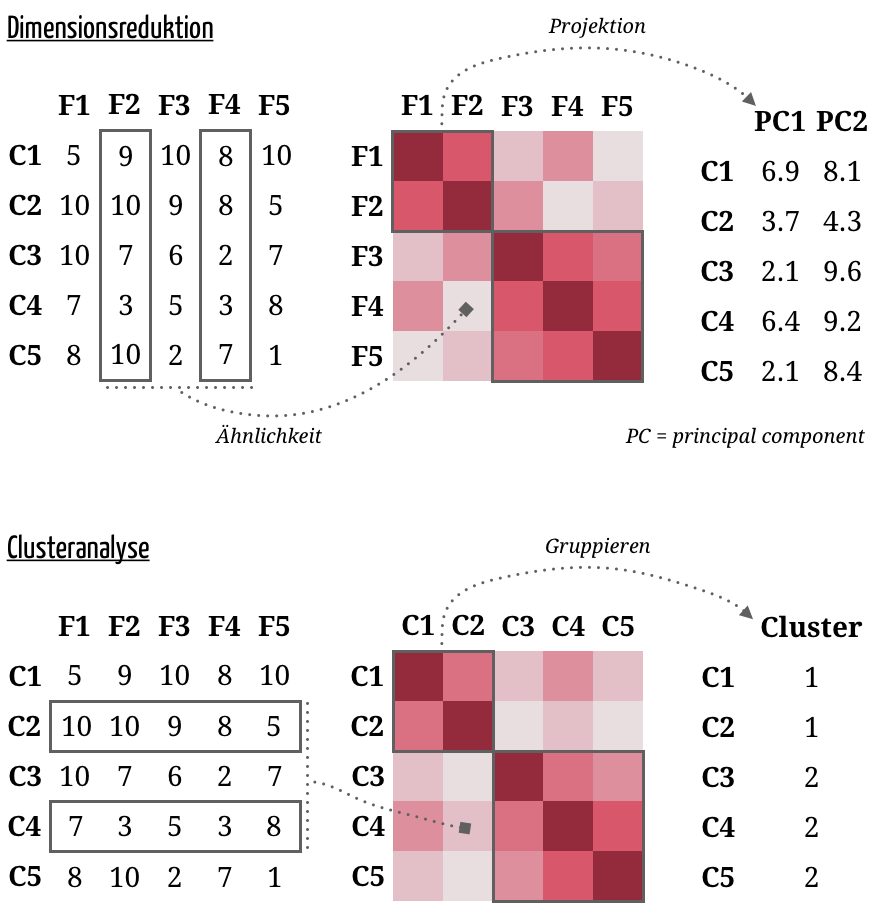 Dimensionsreduktion
Projektion
F1 F2 F3 F4 F5
F1 F2 F3 F4 F5
PC1 PC2
C1 5 9 10 8 10
F1
C1 6.9 8.1
C2 10 10 9 8 5
F2
C2 3.7 4.3
C3 10 7 6 2 7
F3
C3 2.1 9.6
C4 7 3 5 3 8
F4
C4 6.4 9.2
C5 8 10 2 7 1
F5
C5 2.1 8.4
Ähnlichkeit
PC = principal component
Clusteranalyse
Gruppieren
F1 F2 F3 F4 F5
C1 C2 C3 C4 C5
Cluster
C1 5 9 10 8 10
C1
C1 1
C2 10 10 9 8 5
C2
C2 1
C3 10 7 6 2 7
C3
C3 2
C4 7 3 5 3 8
C4
C4 2
C5 8 10 2 7 1
C5
C5 2